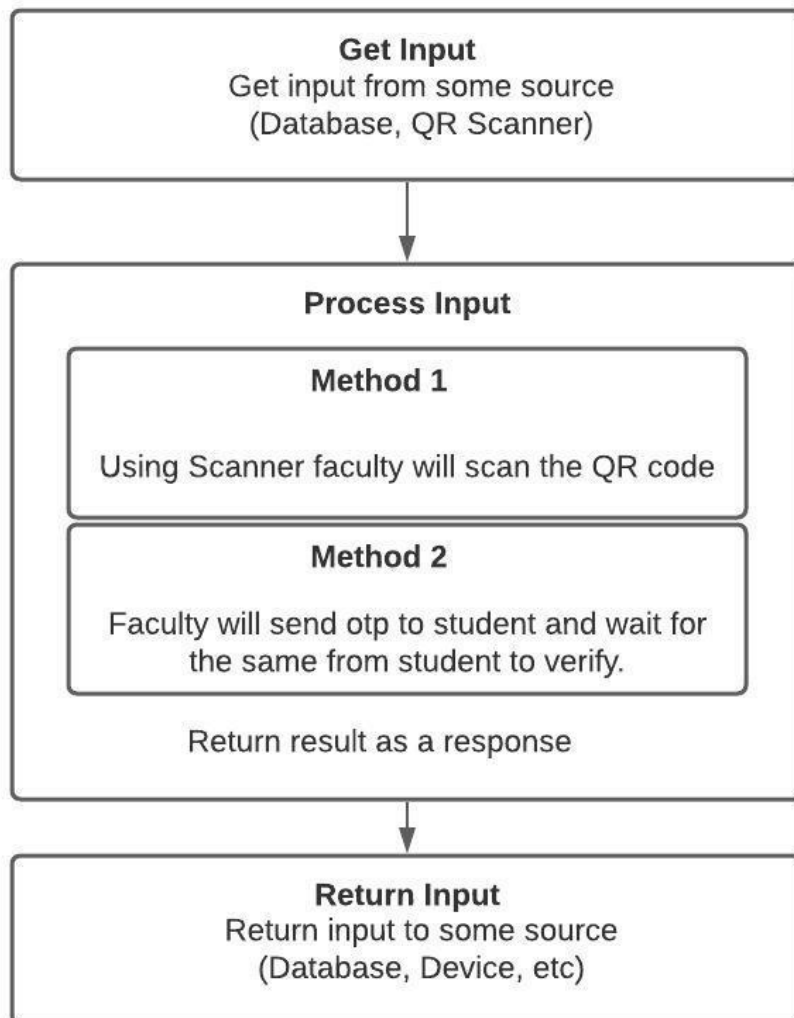 Get Input
Get input from some source
(Database, QR Scanner)
Process Input
Method 1
Using Scanner faculty will scan the QR code
Method 2
Faculty will send otp to student and wait for
the same from student to verify.
Return result as a response
Return Input
Return input to some source
(Database, Device, etc)